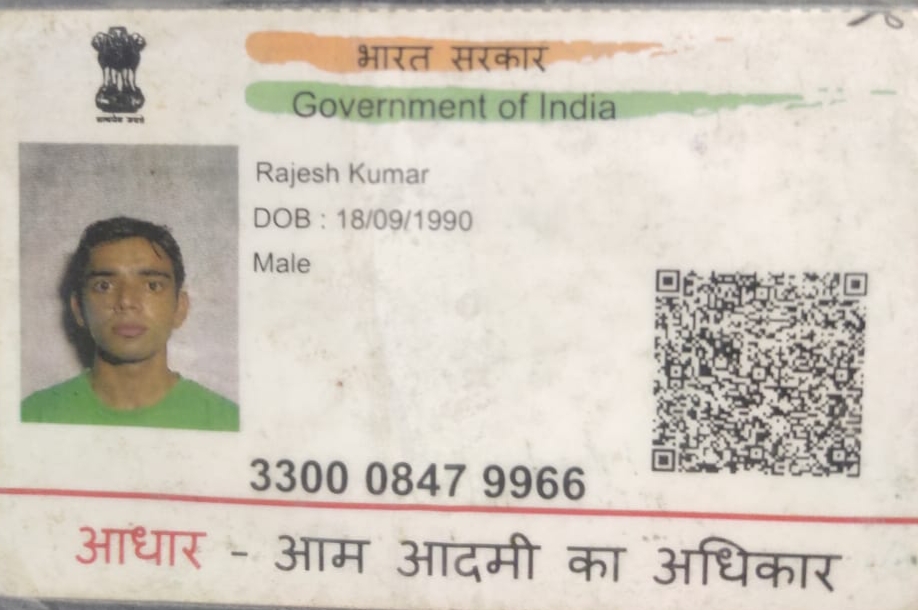 भारत सरकार
Government of India
सत्यमेव जयते
Rajesh Kumar
DOB : 18/09/1990
Male
3300 0847 9966
आधार - आम आदमी का अधिकार